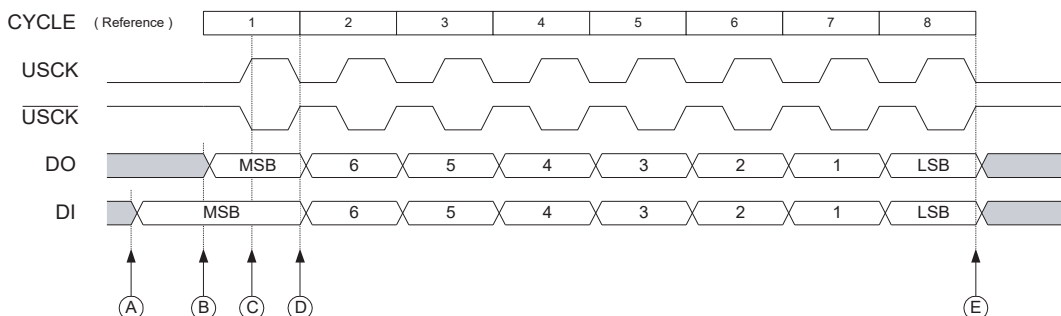 CYCLE ( Reference ) 1 2 3 4 5 6 7 8
USCK
USCK
DO MSB 6 5 4 3 2 1 LSB
DI MSB 6 5 4 3 2 1 LSB
A B C D E